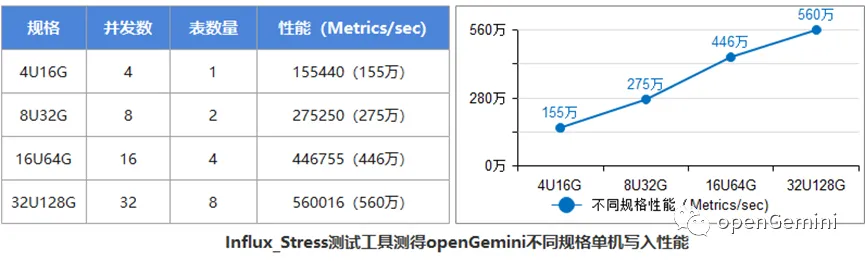 规格 并发数 表数量 性能（Metrics/sec)
4U16G 4 1 155440（155万）
8U32G 8 2 275250（275万）
16U64G 16 4 446755（446万）
32U128G 32 8 560016（560万）
560万
280万
0万
155万
275万
446万
560万
4U16G 8U32G 16U64G 32U128G
不同规格性能（Metrics/sec）
openGemini
Influx_Stress测试工具测得openGemini不同规格单机写入性能